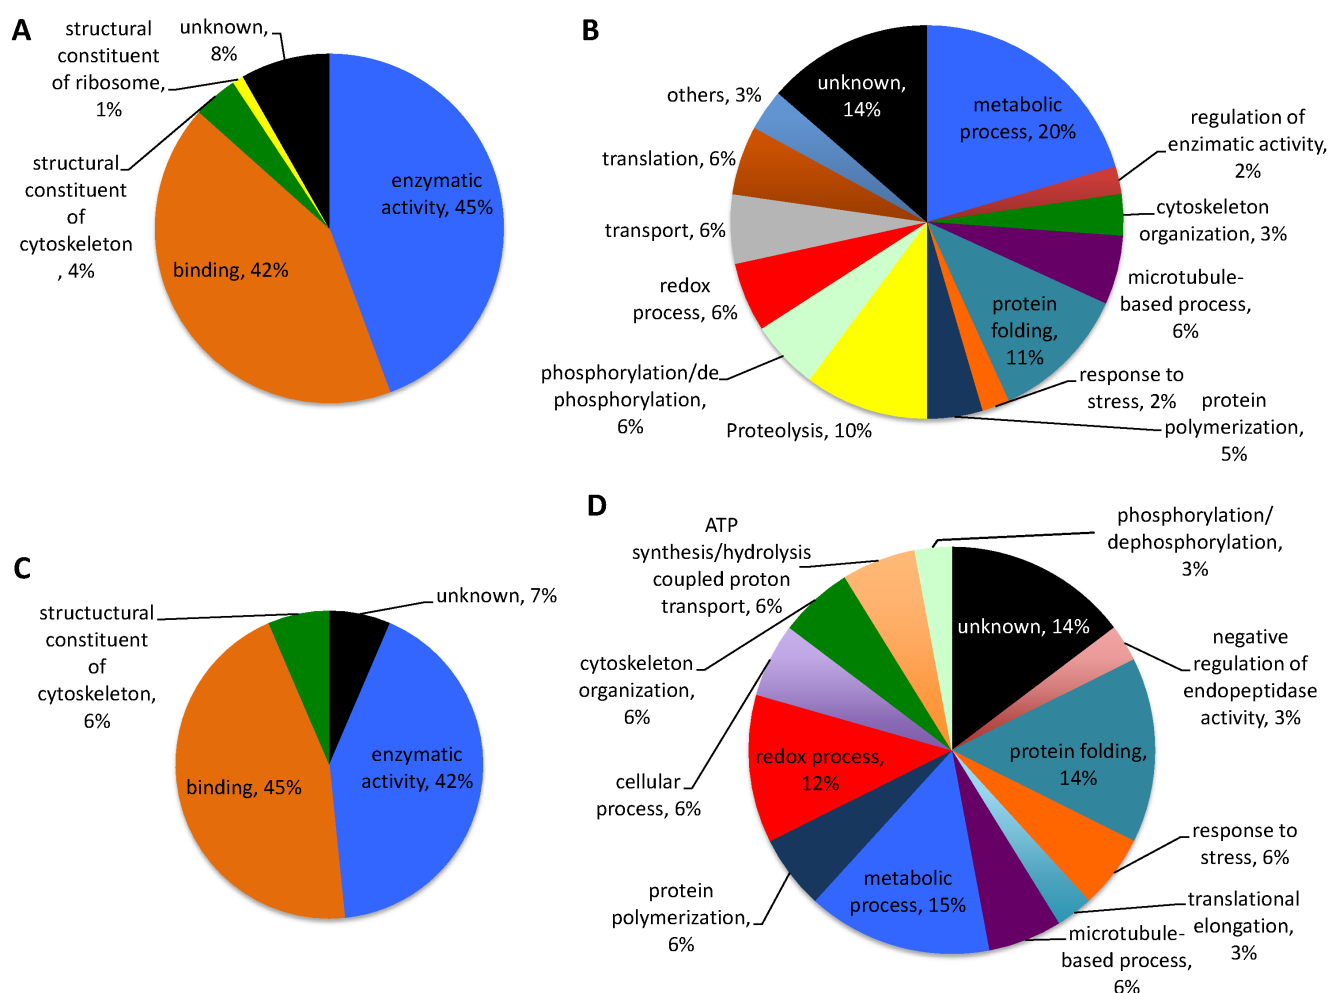 A
structural
constituent
of ribosome,
1%
unknown,
8%
structural
constituent
of
cytoskeleton
, 4%
enzymatic
activity, 45%
binding, 42%
B
unknown,
14%
metabolic
process, 20%
others, 3%
regulation of
enzimatic activity,
2%
translation, 6%
cytoskeleton
organization, 3%
transport, 6%
microtubule-
based process,
6%
redox
process, 6%
protein
folding,
11%
phosphorylation/de
phosphorylation,
6%
response to
stress, 2%
protein
polymerization,
5%
Proteolysis, 10%
C
structuctural
constituent
of
cytoskeleton,
6%
unknown, 7%
enzymatic
activity, 42%
binding, 45%
D
ATP
synthesis/hydrolysis
coupled proton
transport, 6%
phosphorylation/
dephosphorylation,
3%
unknown, 14%
negative
regulation of
endopeptidase
activity, 3%
cytoskeleton
organization,
6%
protein folding,
14%
redox process,
12%
cellular
process, 6%
response to
stress, 6%
metabolic
process, 15%
protein
polymerization,
6%
translational
elongation,
3%
microtubule-
based process,
6%